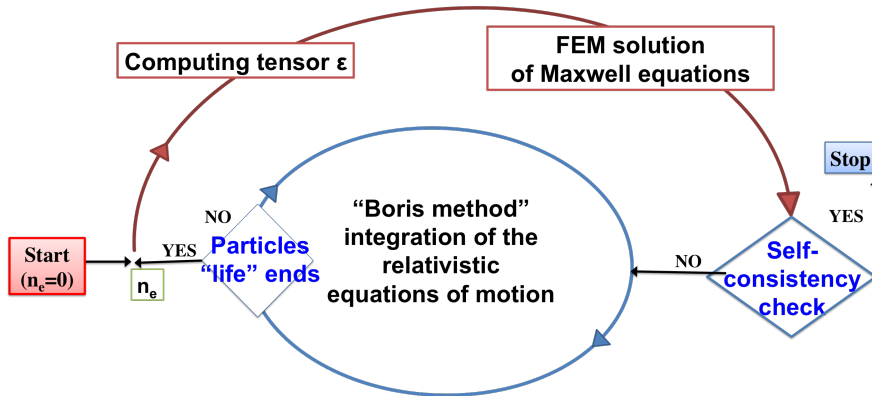 Computing tensor ε
FEM solution
of Maxwell equations
Stop
NO
YES
"Boris method"
integration of the
relativistic
equations of motion
Start
(nₑ=0)
YES
Particles
"life" ends
nₑ
NO
Self-
consistency
check